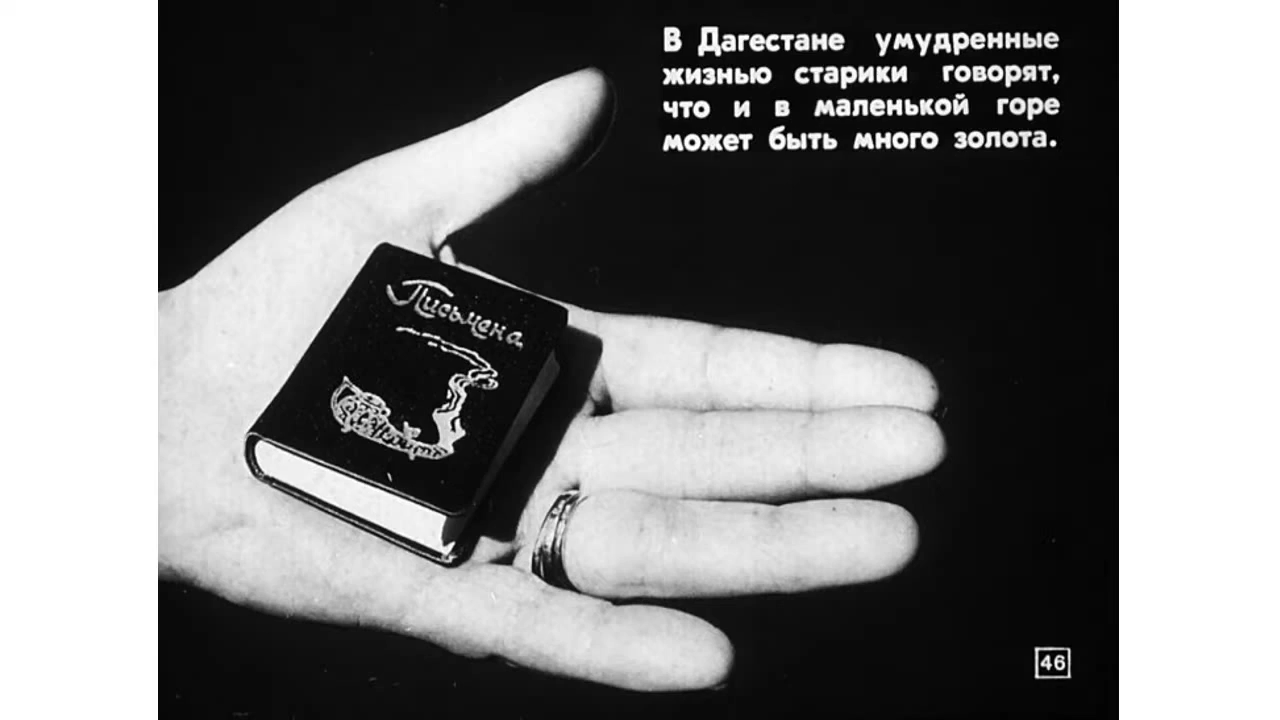 В Дагестане умудренные
жизнью старики говорят,
что и в маленькой горе
может быть много золота.
Письмена
46